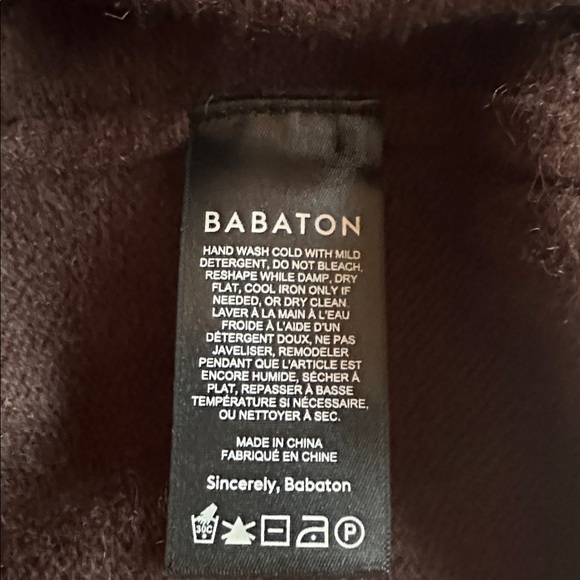 BABATON
HAND WASH COLD WITH MILD
DETERGENT, DO NOT BLEACH,
RESHAPE WHILE DAMP, DRY
FLAT, COOL IRON ONLY IF
NEEDED, OR DRY CLEAN.
LAVER À LA MAIN À L'EAU
FROIDE À L'AIDE D'UN
DÉTERGENT DOUX, NE PAS
JAVELISER, REMODELER
PENDANT QUE L'ARTICLE EST
ENCORE HUMIDE, SÉCHER À
PLAT, REPASSER À BASSE
TEMPÉRATURE SI NÉCESSAIRE,
OU NETTOYER À SEC.
MADE IN CHINA
FABRIQUÉ EN CHINE
Sincerely, Babaton
30C P